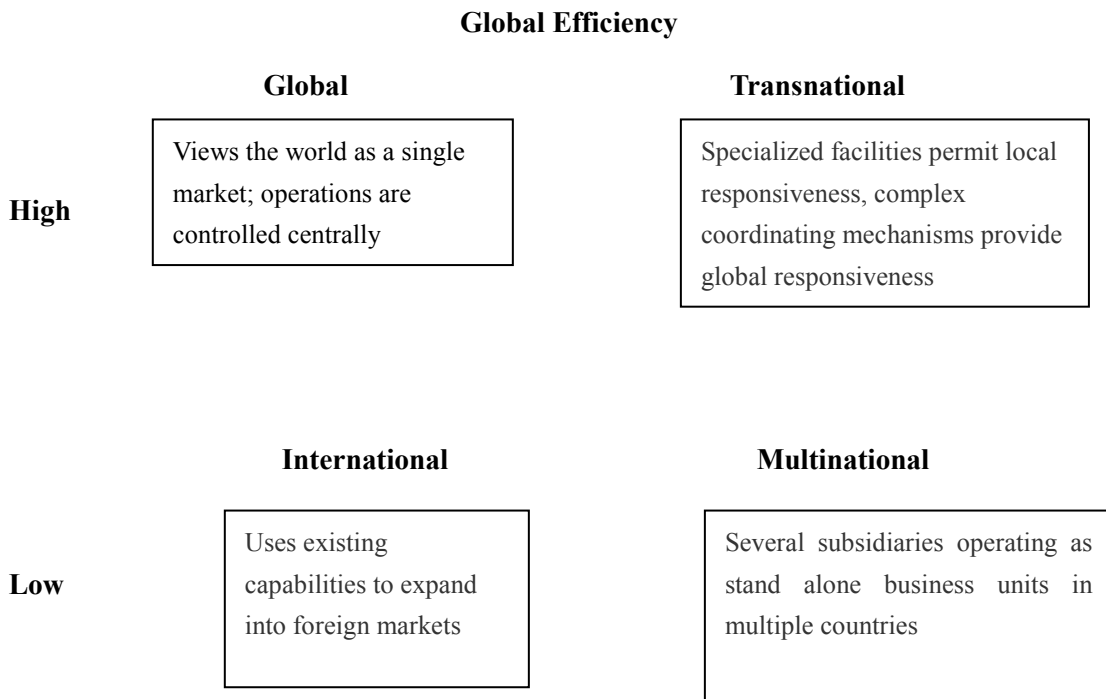 Global Efficiency
Global
Transnational
High
Views the world as a single
market; operations are
controlled centrally
Specialized facilities permit local
responsiveness, complex
coordinating mechanisms provide
global responsiveness
International
Multinational
Low
Uses existing
capabilities to expand
into foreign markets
Several subsidiaries operating as
stand alone business units in
multiple countries